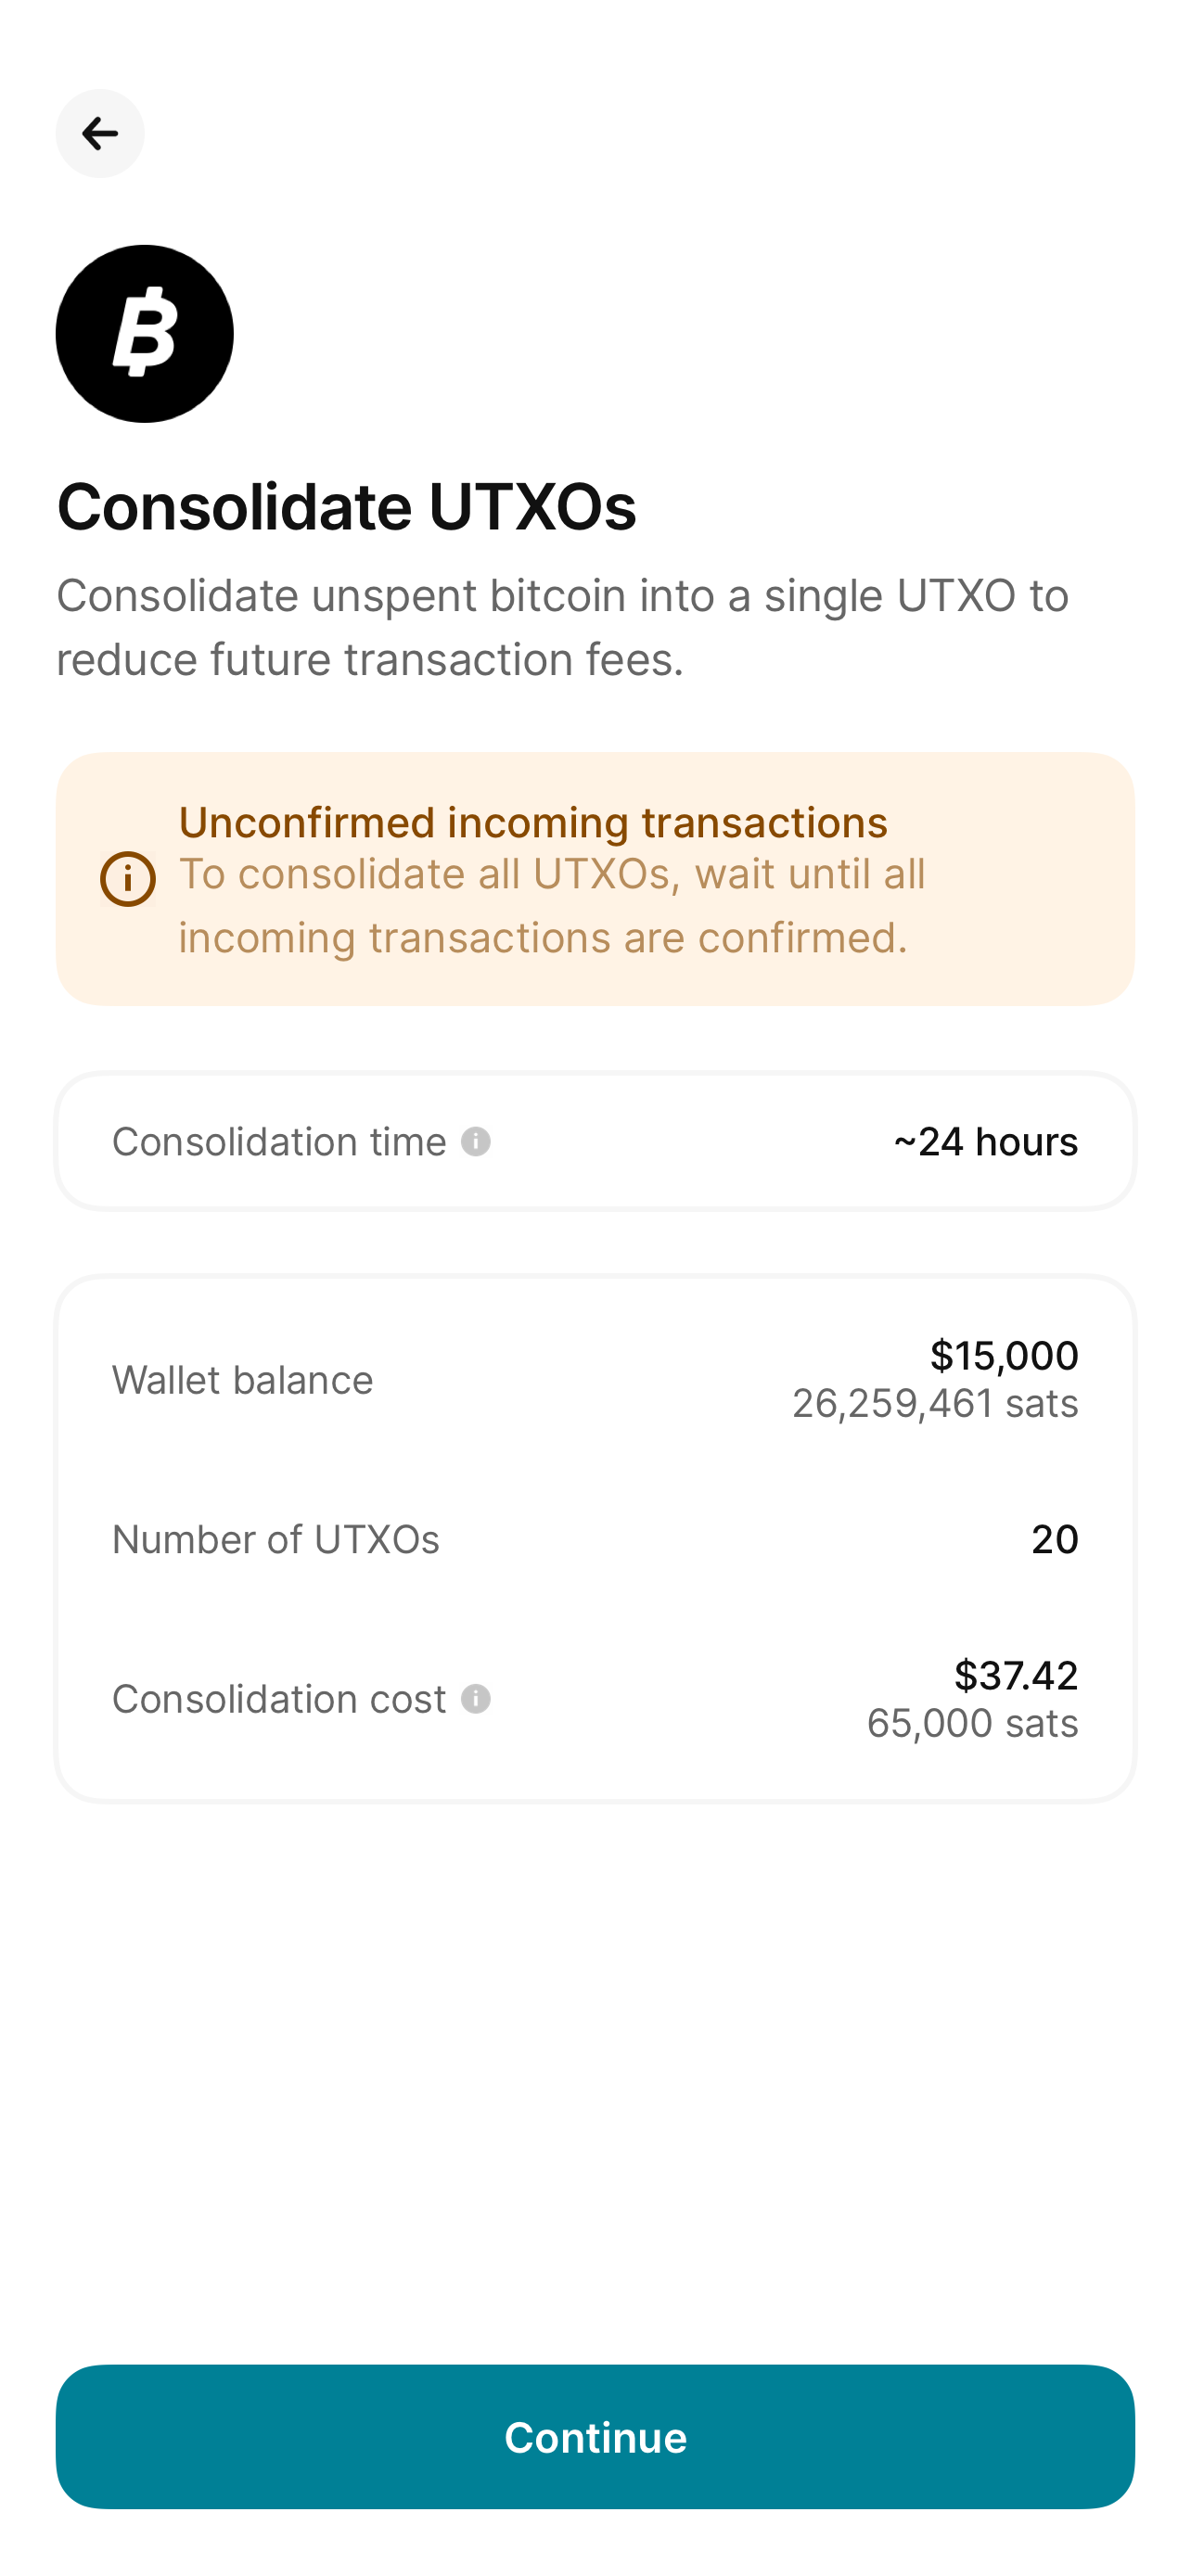 Consolidate UTXOs
Consolidate unspent bitcoin into a single UTXO to
reduce future transaction fees.
Unconfirmed incoming transactions
To consolidate all UTXOs, wait until all
incoming transactions are confirmed.
Consolidation time ~24 hours
Wallet balance $15,000
26,259,461 sats
Number of UTXOs 20
Consolidation cost $37.42
65,000 sats
Continue